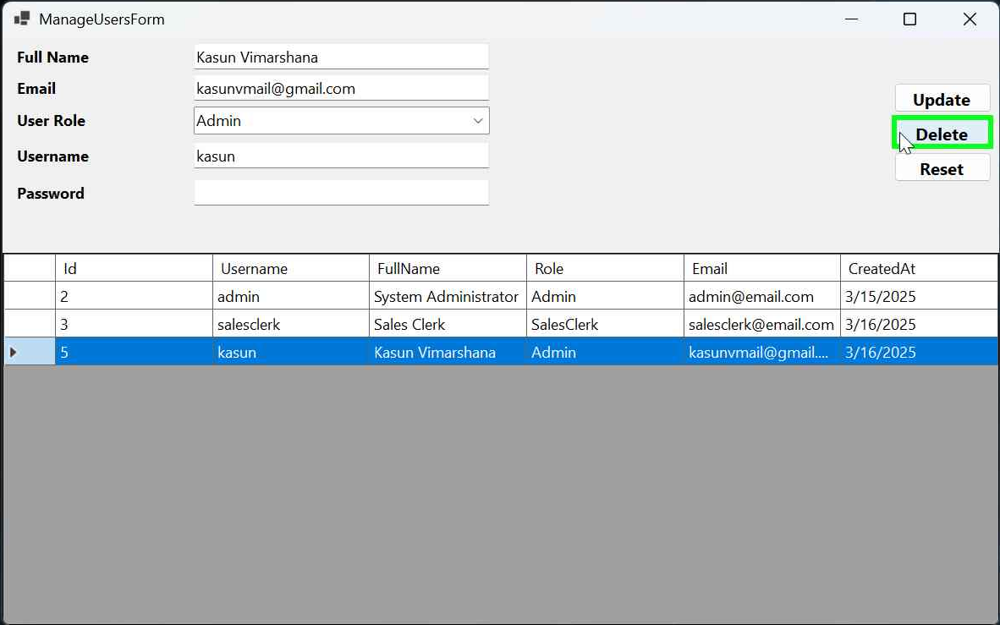 ManageUsersForm
Full Name Kasun Vimarshana
Email kasunvmail@gmail.com
Update
User Role Admin
Delete
Username kasun
Reset
Password
Id Username FullName Role Email CreatedAt
2 admin System Administrator Admin admin@email.com 3/15/2025
3 salesclerk Sales Clerk SalesClerk salesclerk@email.com 3/16/2025
5 kasun Kasun Vimarshana Admin kasunvmail@gmail.... 3/16/2025